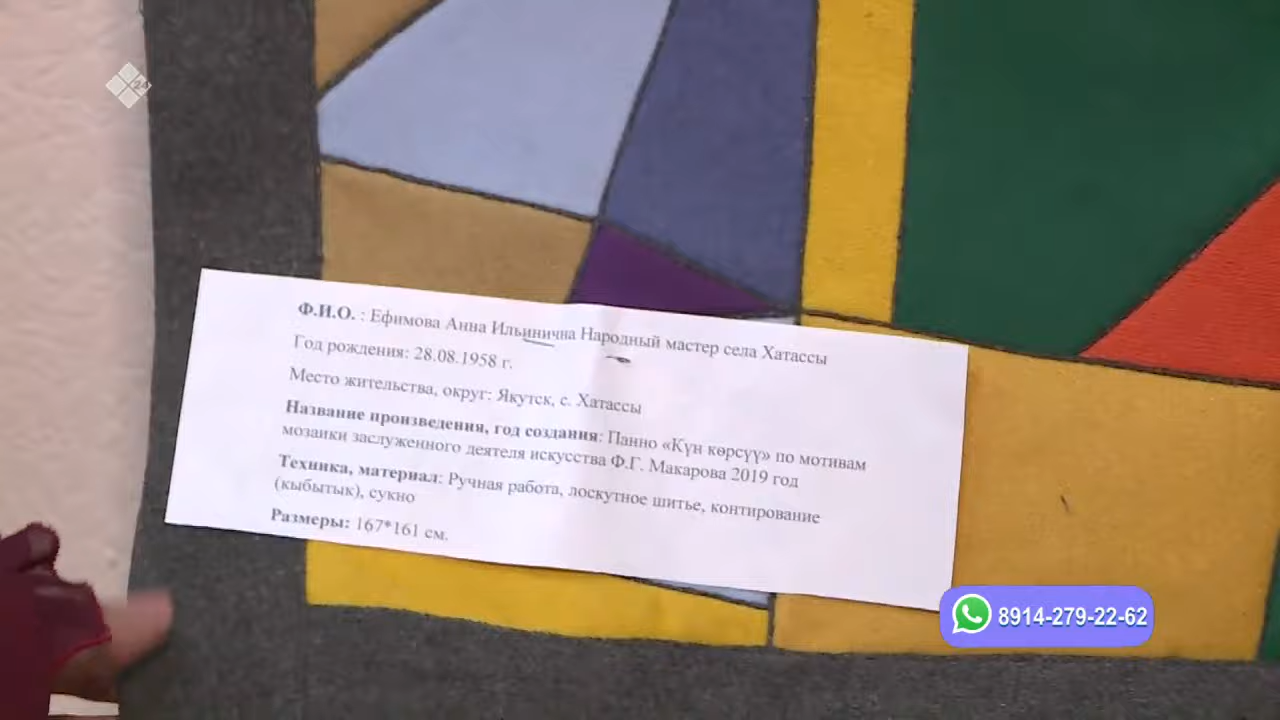 24
Ф.И.О. : Ефимова Анна Ильинична Народный мастер села Хатассы
Год рождения: 28.08.1958 г.
Место жительства, округ: Якутск, с. Хатассы
Название произведения, год создания: Панно «Күн көрсүү» по мотивам
мозаики заслуженного деятеля искусства Ф.Г. Макарова 2019 год
Техника, материал: Ручная работа, лоскутное шитье, контирование
(кыбытык), сукно
Размеры: 167*161 см.
8914-279-22-62